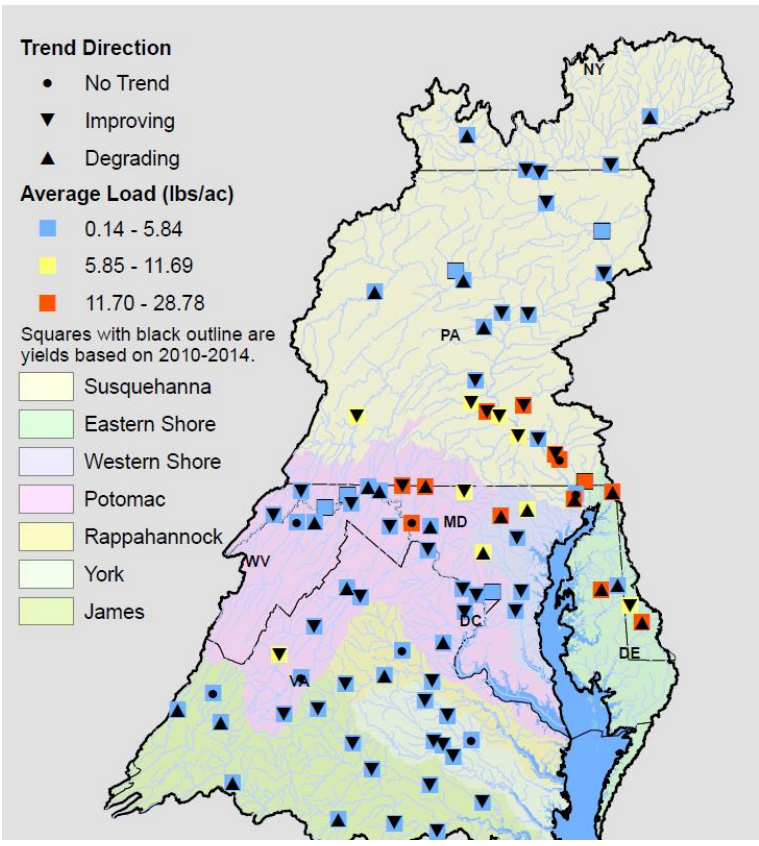 Trend Direction
No Trend
Improving
Degrading
Average Load (lbs/ac)
0.14 - 5.84
5.85 - 11.69
11.70 - 28.78
Squares with black outline are
yields based on 2010-2014.
Susquehanna
Eastern Shore
Western Shore
Potomac
Rappahannock
York
James
NY
PA
MD
WV
DC
DE
VA